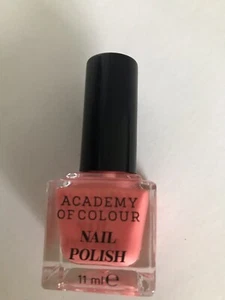 ACADEMY
OF COLOUR
NAIL
POLISH
11 ml ℮